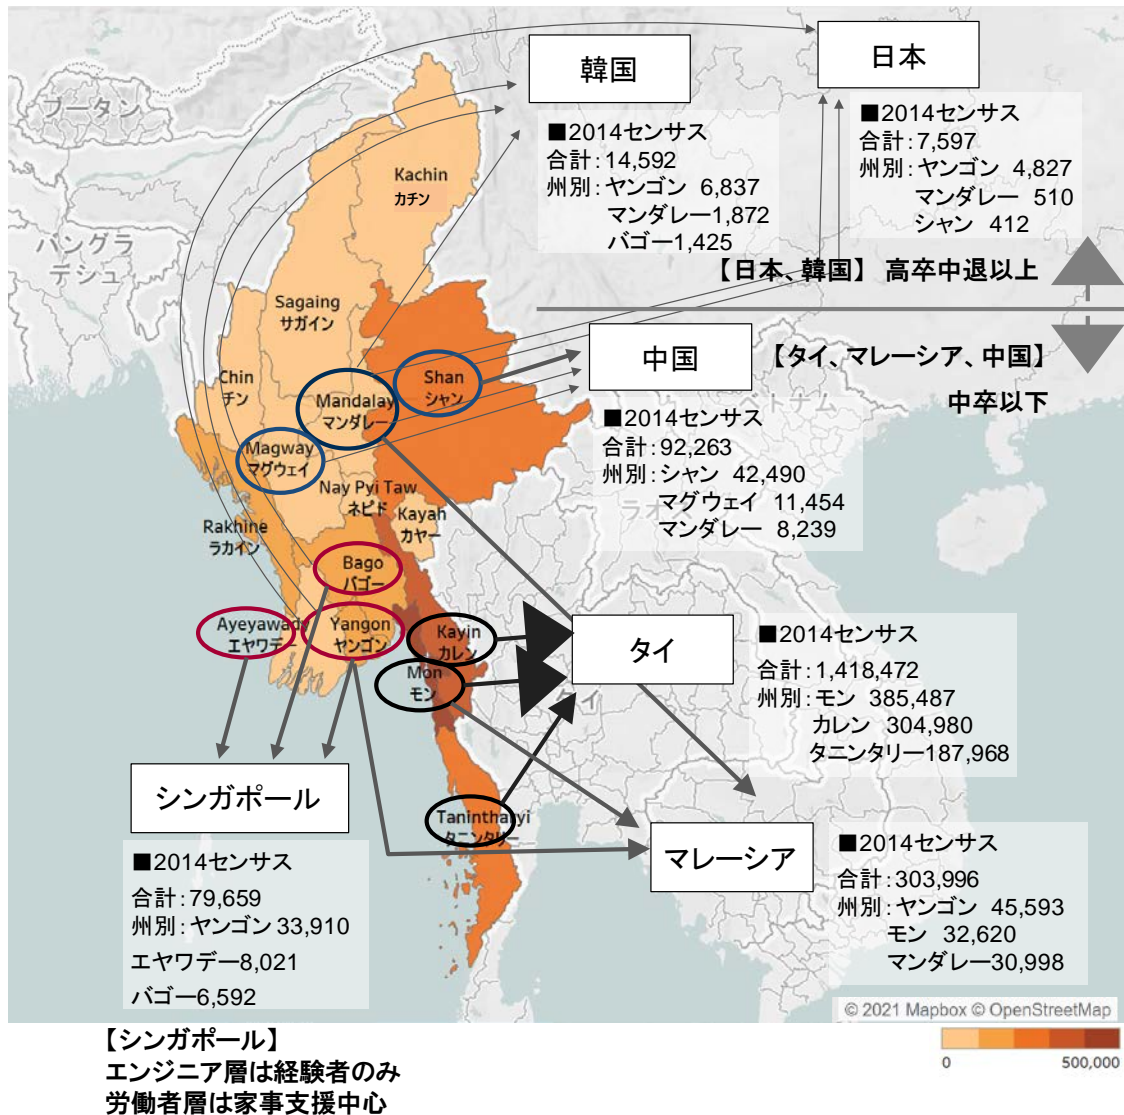 韓国
日本
■2014センサス
合計：14,592
州別：ヤンゴン 6,837
マンダレー1,872
バゴー1,425
■2014センサス
合計：7,597
州別：ヤンゴン 4,827
マンダレー 510
シャン 412
【日本、韓国】 高卒中退以上
ブータン
バングラ
デシュ
Kachin
カチン
Sagaing
サガイン
Chin
チン
Shan
シャン
Mandalay
マンダレー
Magway
マグウェイ
Nay Pyi Taw
ネピド
Kayah
カヤー
Rakhine
ラカイン
Bago
バゴー
Ayeyawady
エヤワデー
Yangon
ヤンゴン
Kayin
カレン
Mon
モン
Tanintharyi
タニンタリー
中国
【タイ、マレーシア、中国】
中卒以下
ベトナム
■2014センサス
合計：92,263
州別：シャン 42,490
マグウェイ 11,454
マンダレー 8,239
ラオス
タイ
タイ
■2014センサス
合計：1,418,472
州別：モン 385,487
カレン 304,980
タニンタリー187,968
シンガポール
■2014センサス
合計：79,659
州別：ヤンゴン 33,910
エヤワデー8,021
バゴー6,592
マレーシア
■2014センサス
合計：303,996
州別：ヤンゴン 45,593
モン 32,620
マンダレー30,998
© 2021 Mapbox © OpenStreetMap
0 500,000
【シンガポール】
エンジニア層は経験者のみ
労働者層は家事支援中心